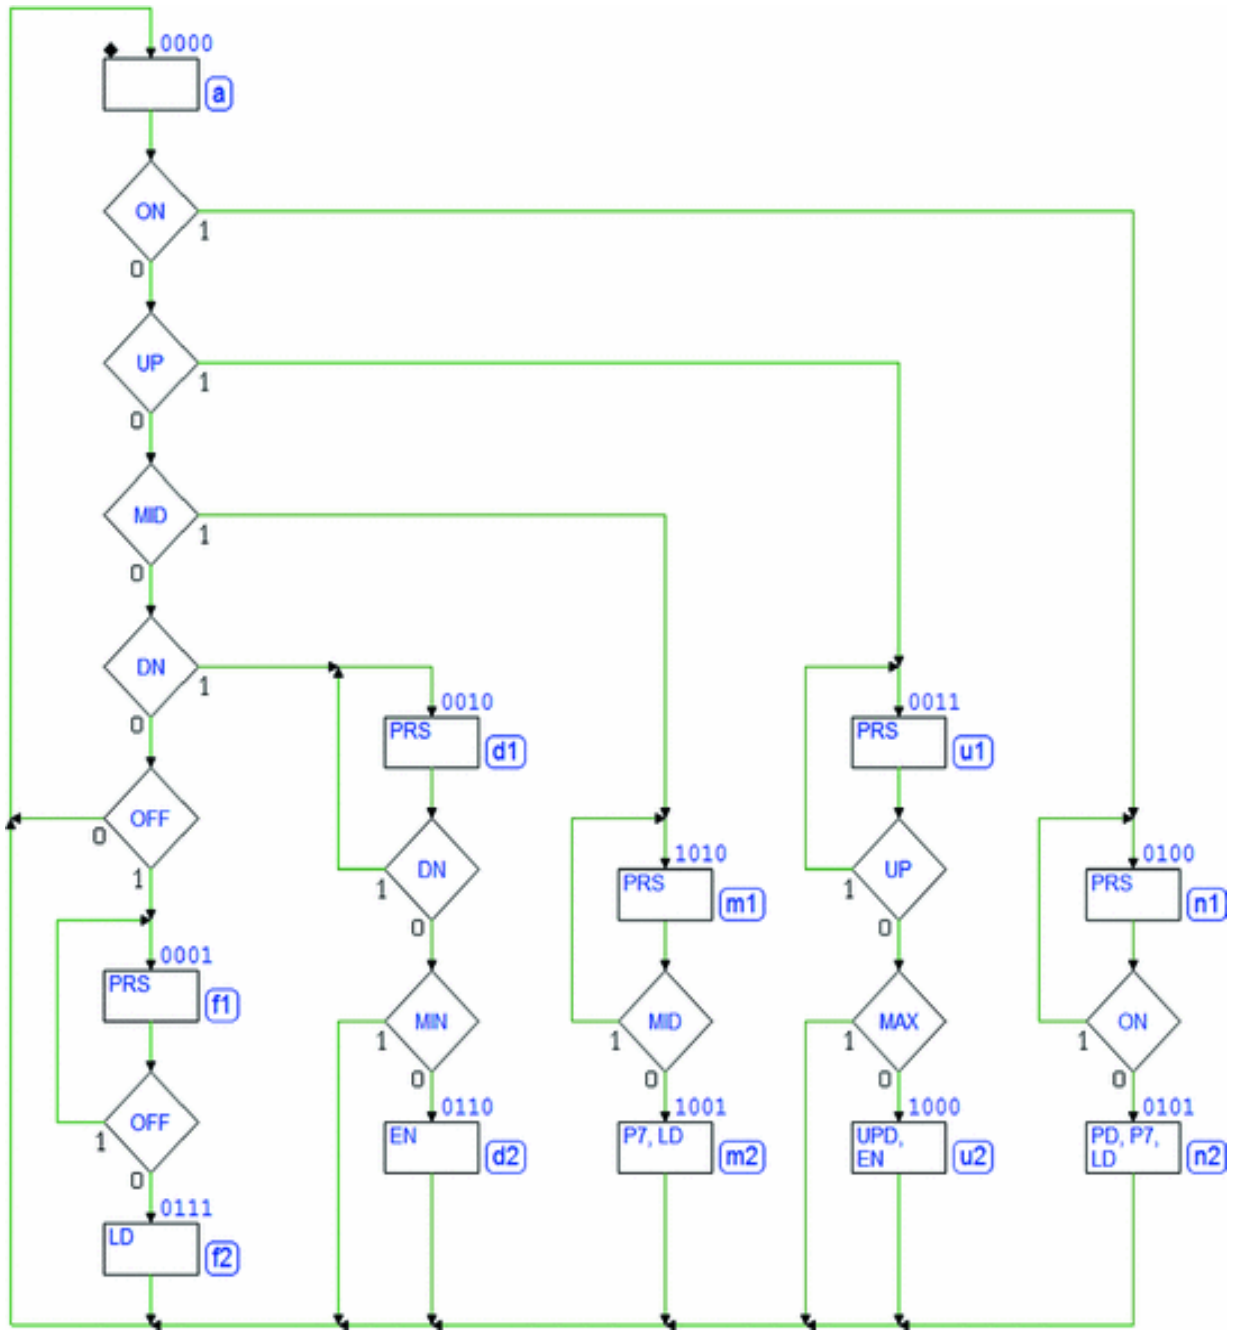 0000
a
ON
1
0
UP
1
0
MID
1
0
DN
1
0
OFF
0
1
0001
PRS
f1
OFF
1
0
0111
LD
f2
0010
PRS
d1
DN
1
0
MIN
1
0
0110
EN
d2
1010
PRS
m1
MID
1
0
1001
P7, LD
m2
0011
PRS
u1
UP
1
0
MAX
1
0
1000
UPD,
EN
u2
0100
PRS
n1
ON
1
0
0101
PD, P7,
LD
n2